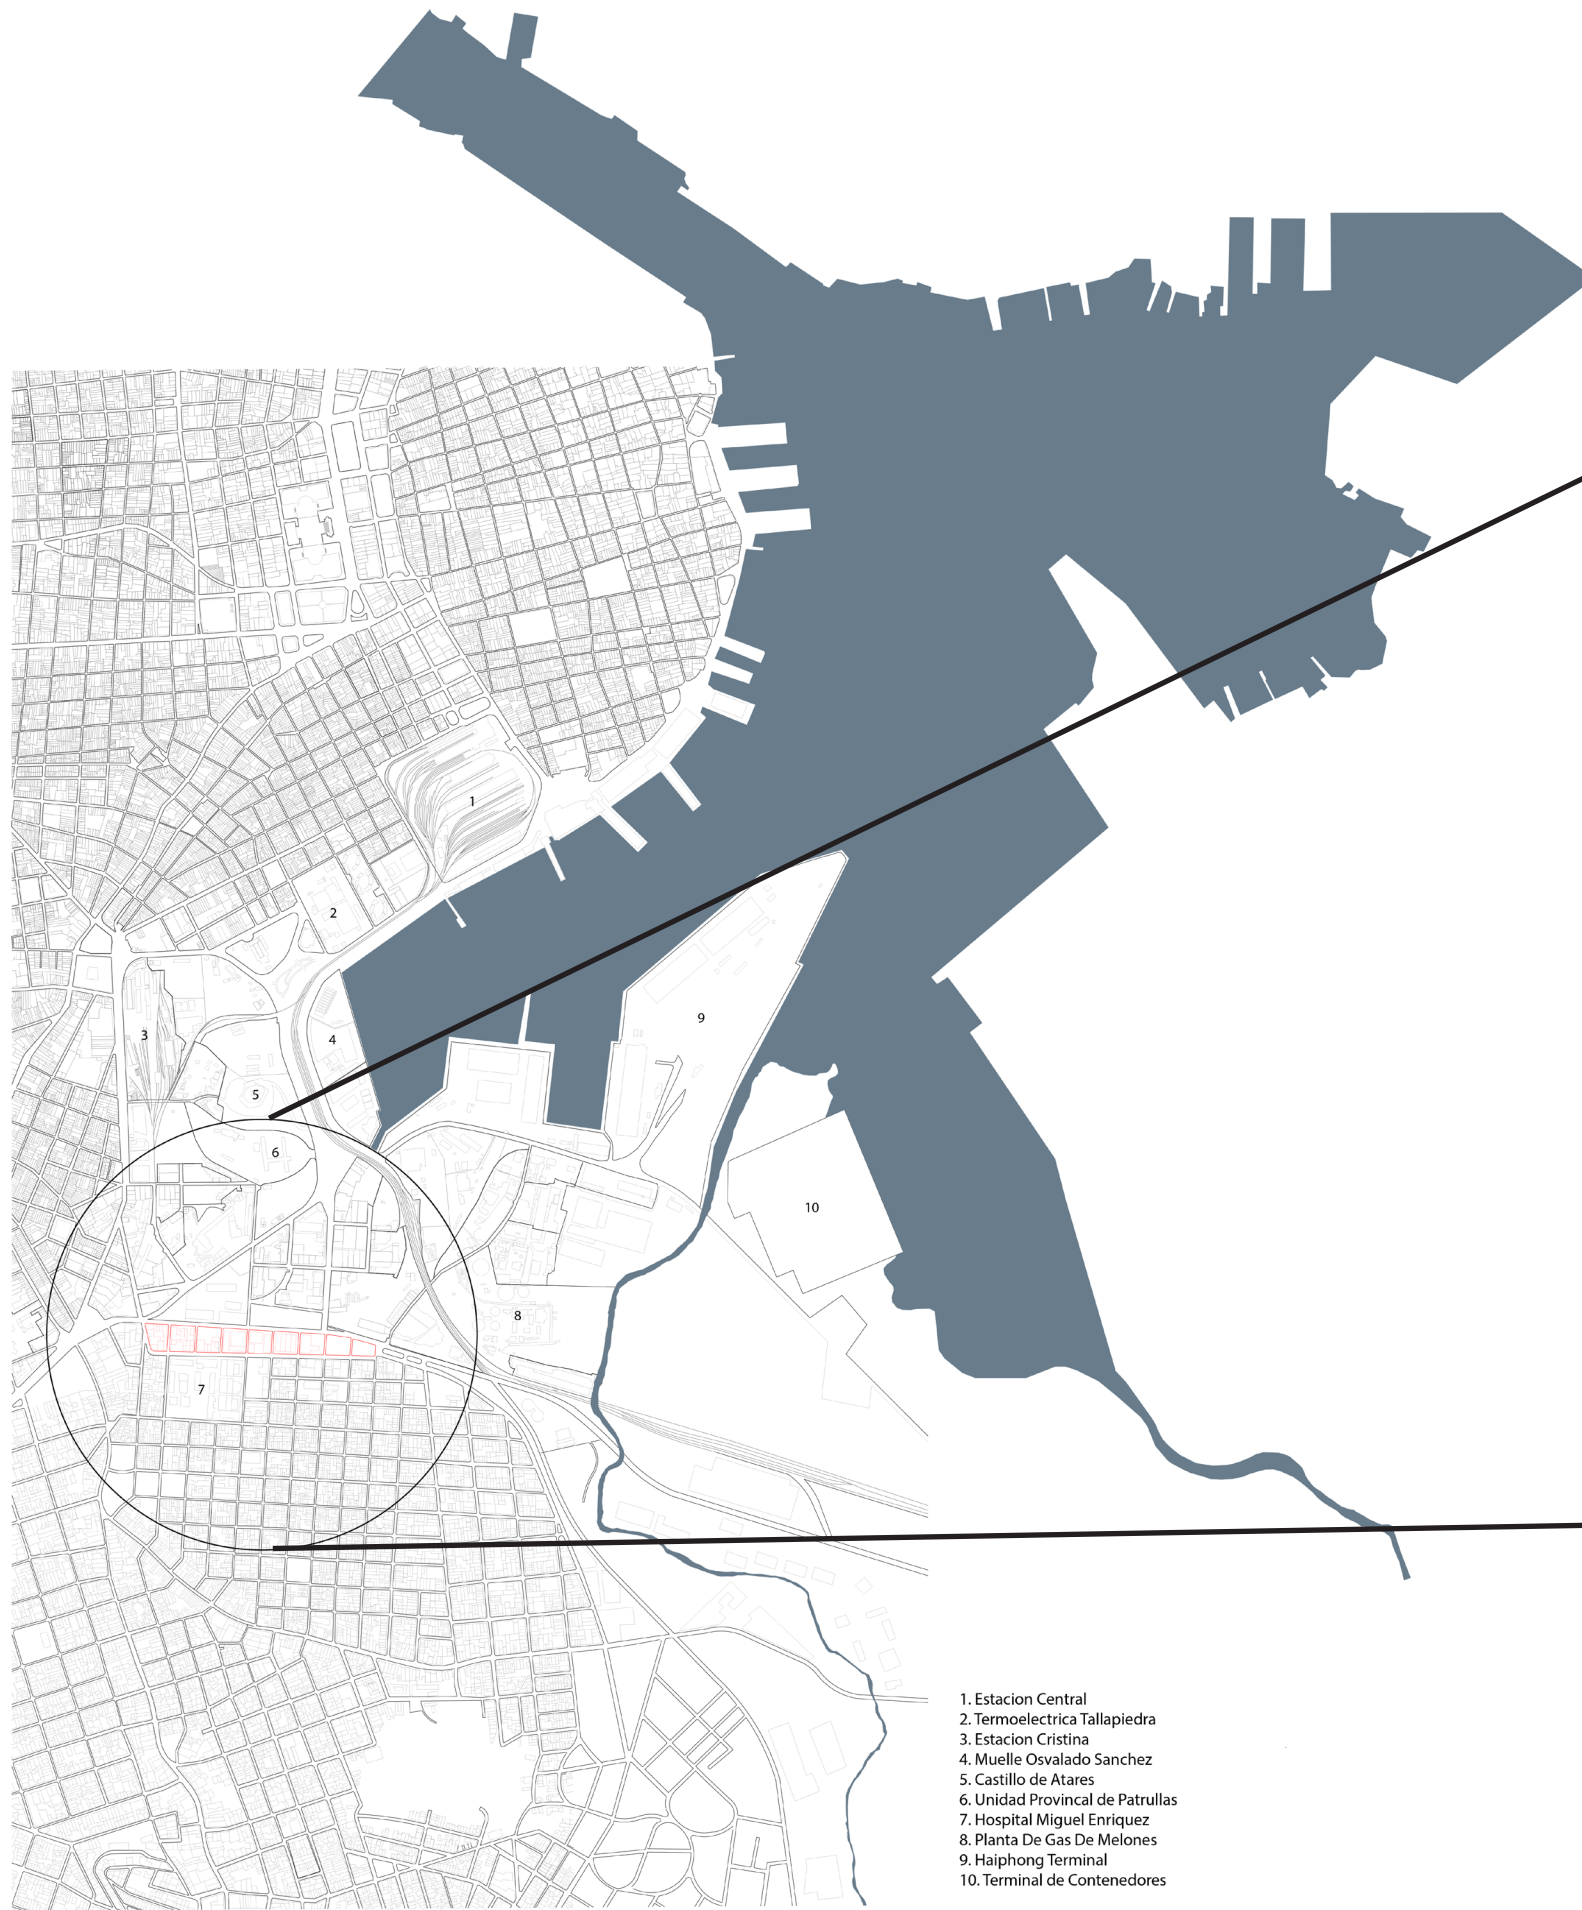 1
2
3
4
5
6
7
8
9
10
1. Estacion Central
2. Termoelectrica Tallapiedra
3. Estacion Cristina
4. Muelle Osvalado Sanchez
5. Castillo de Atares
6. Unidad Provincal de Patrullas
7. Hospital Miguel Enriquez
8. Planta De Gas De Melones
9. Haiphong Terminal
10. Terminal de Contenedores